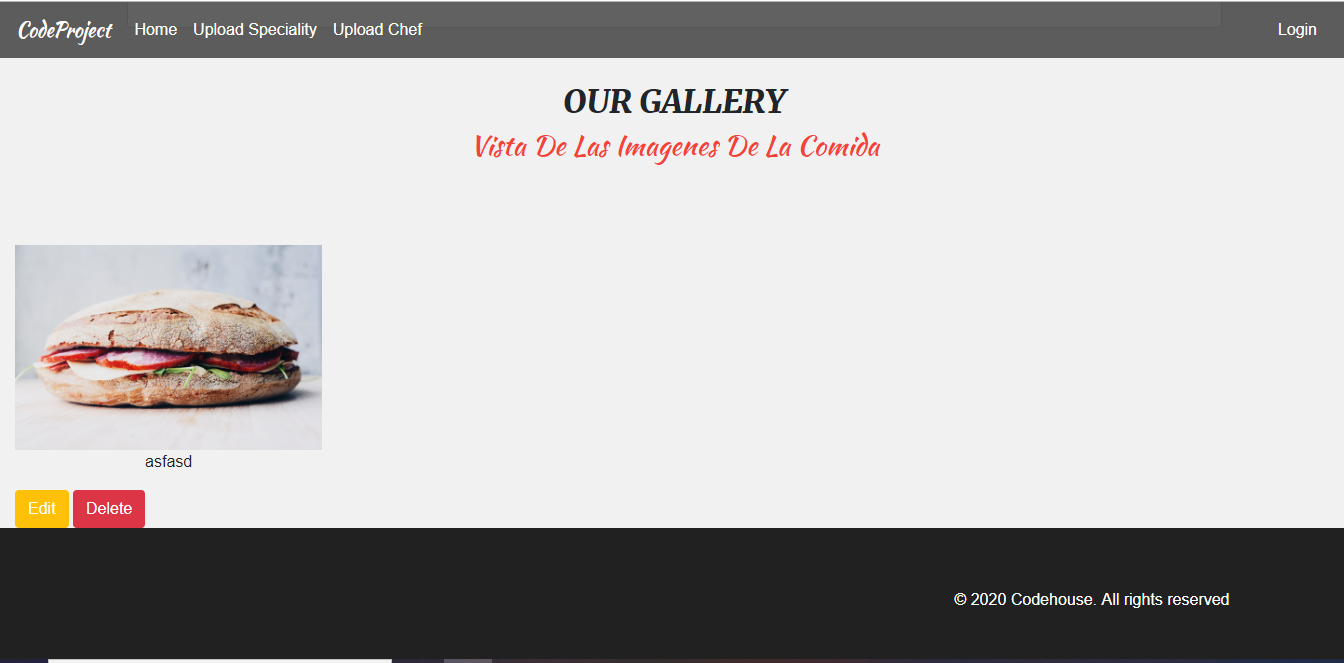 CodeProject Home Upload Speciality Upload Chef Login
OUR GALLERY
Vista De Las Imagenes De La Comida
asfasd
Edit Delete
© 2020 Codehouse. All rights reserved